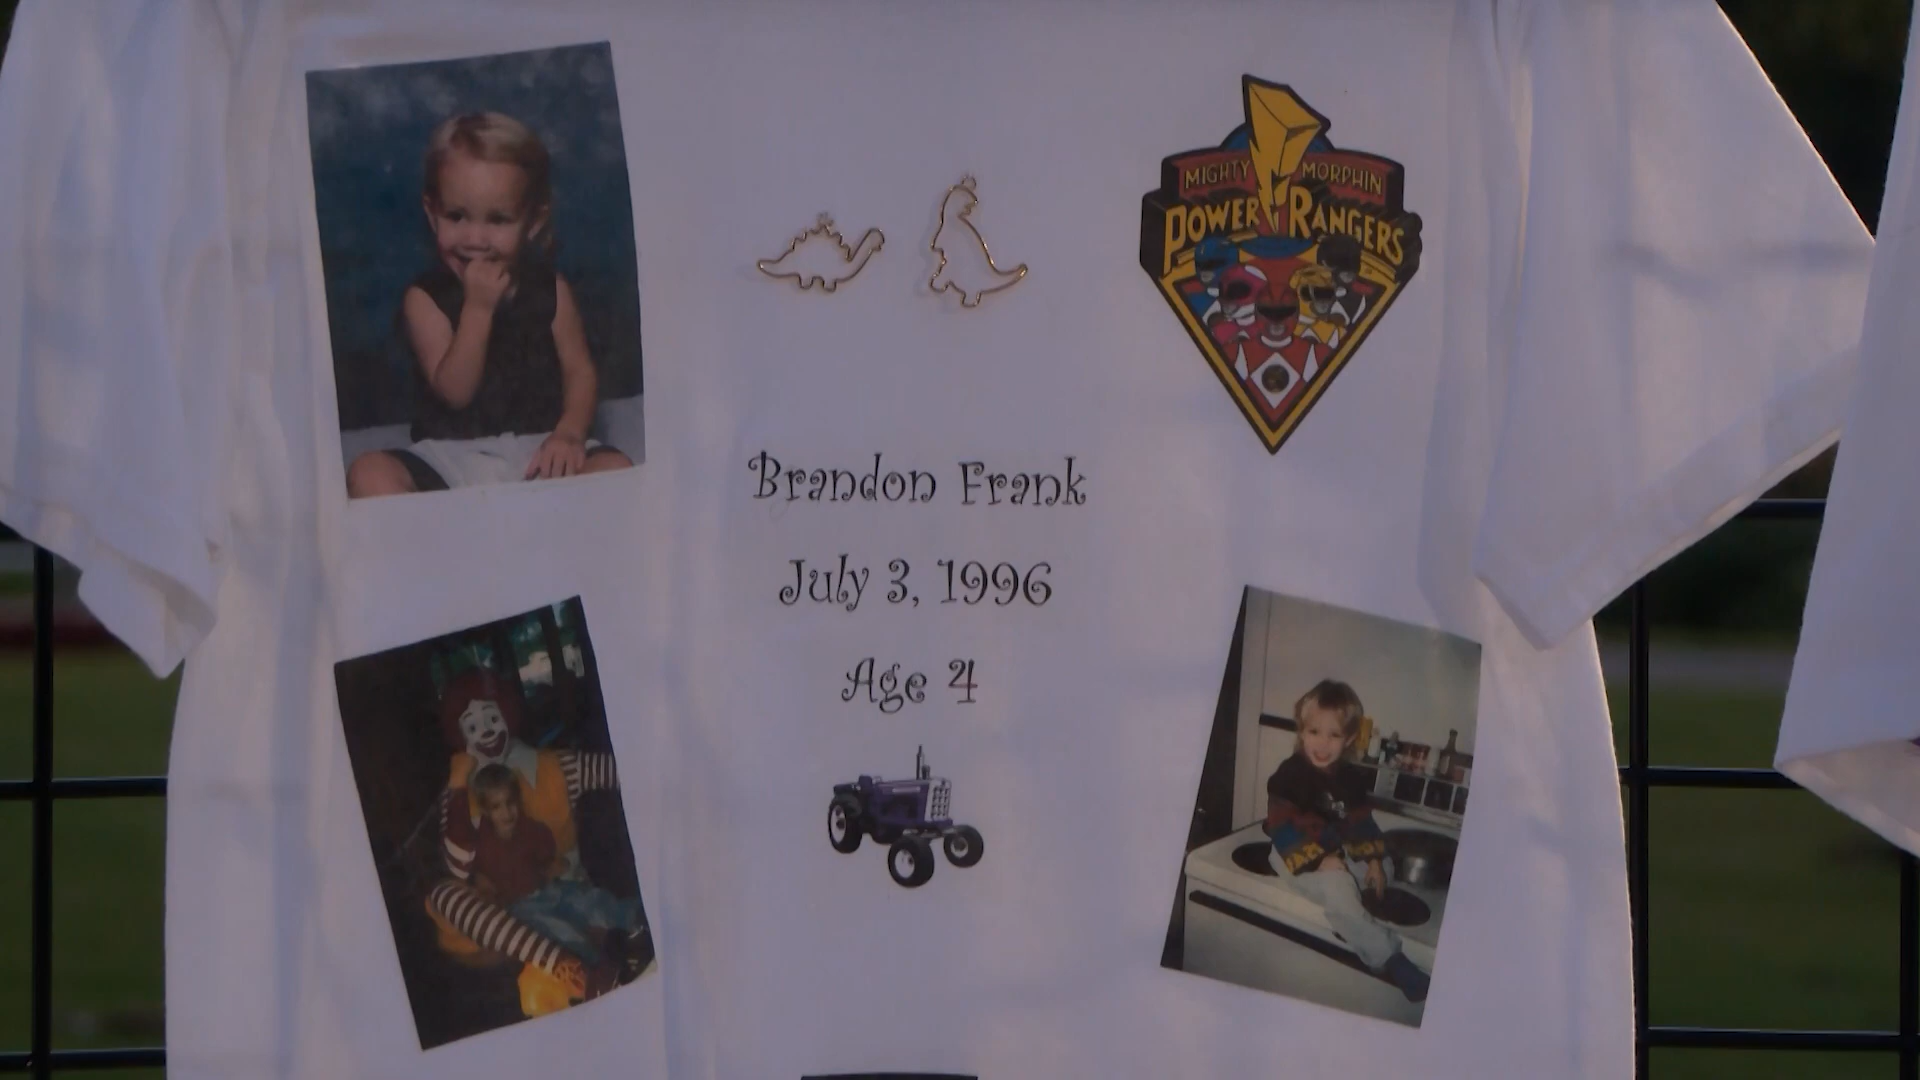 MIGHTY MORPHIN
POWER RANGERS
Brandon Frank
July 3, 1996
Age 4